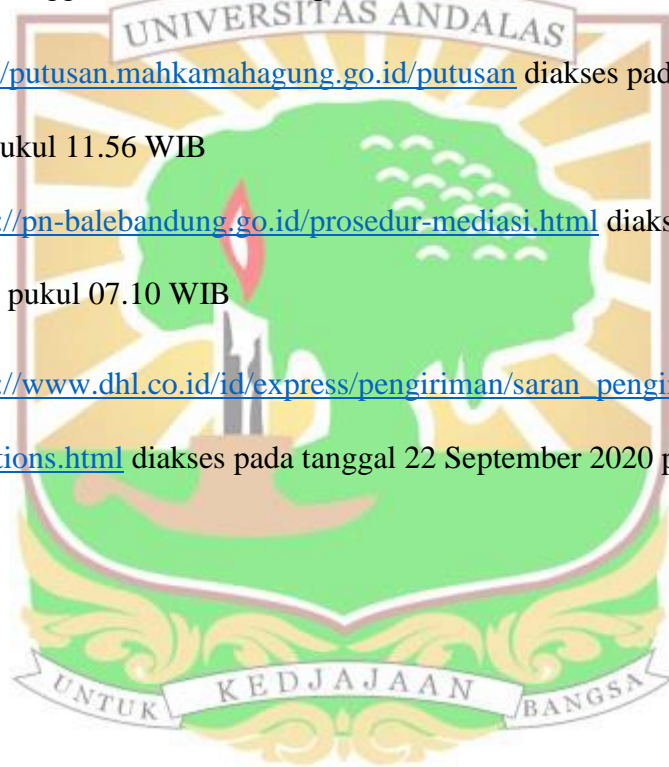 UNIVERSITAS ANDALAS
/putusan.mahkamahagung.go.id/putusan diakses pad
ukul 11.56 WIB
://pn-balebandung.go.id/prosedur-mediasi.html diaks
pukul 07.10 WIB
://www.dhl.co.id/id/express/pengiriman/saran_pengi
tions.html diakses pada tanggal 22 September 2020 p
UNTUK KEDJAJAAN BANGSA